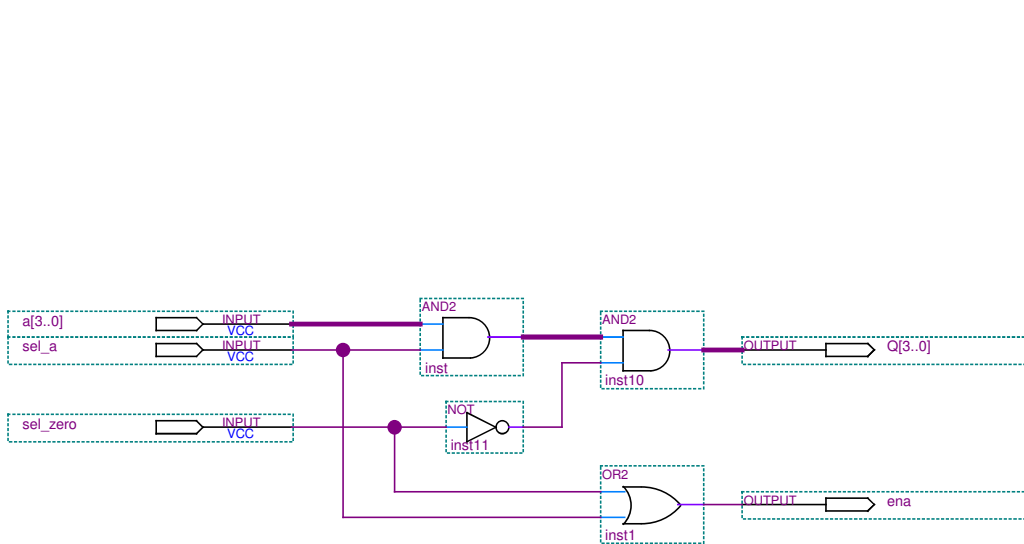 AND2
a[3..0] INPUT
VCC
AND2
sel_a INPUT
VCC
OUTPUT Q[3..0]
inst
inst10
NOT
sel_zero INPUT
VCC
inst11
OR2
OUTPUT ena
inst1